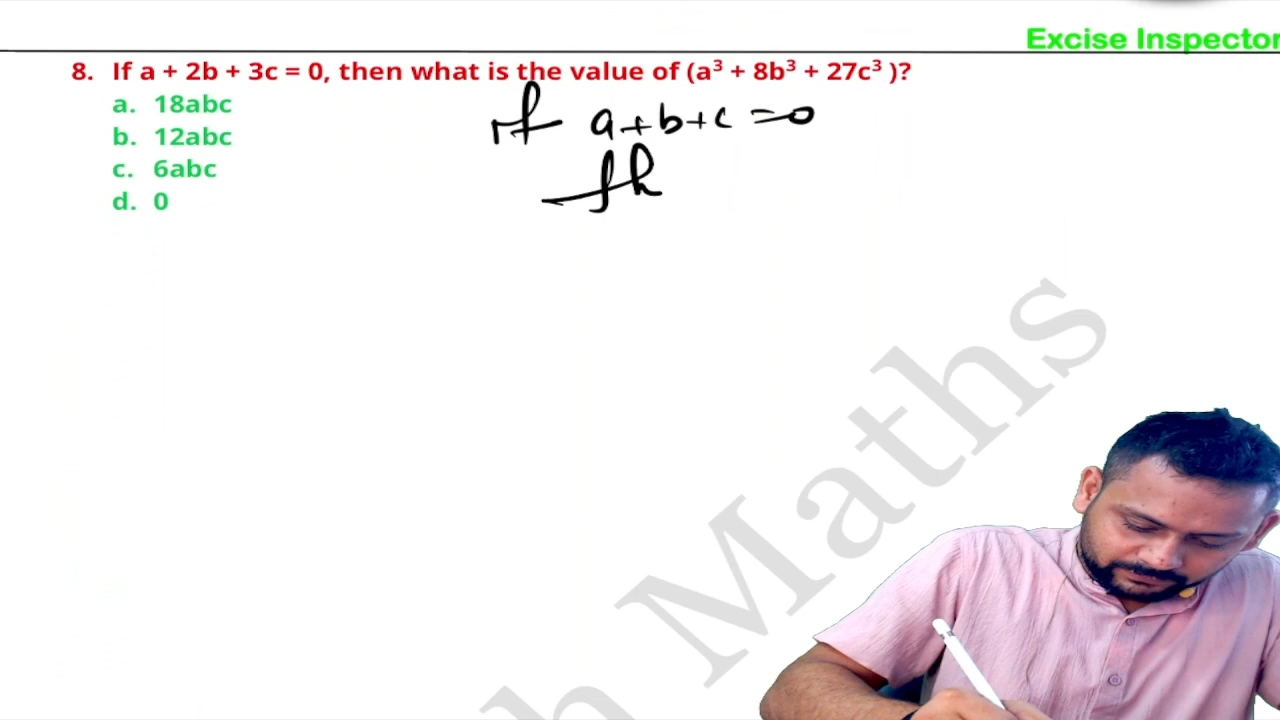 Excise Inspector
8. If a + 2b + 3c = 0, then what is the value of (a³ + 8b³ + 27c³ )?
a. 18abc
b. 12abc
c. 6abc
d. 0
if a+b+c=0
th
h Maths